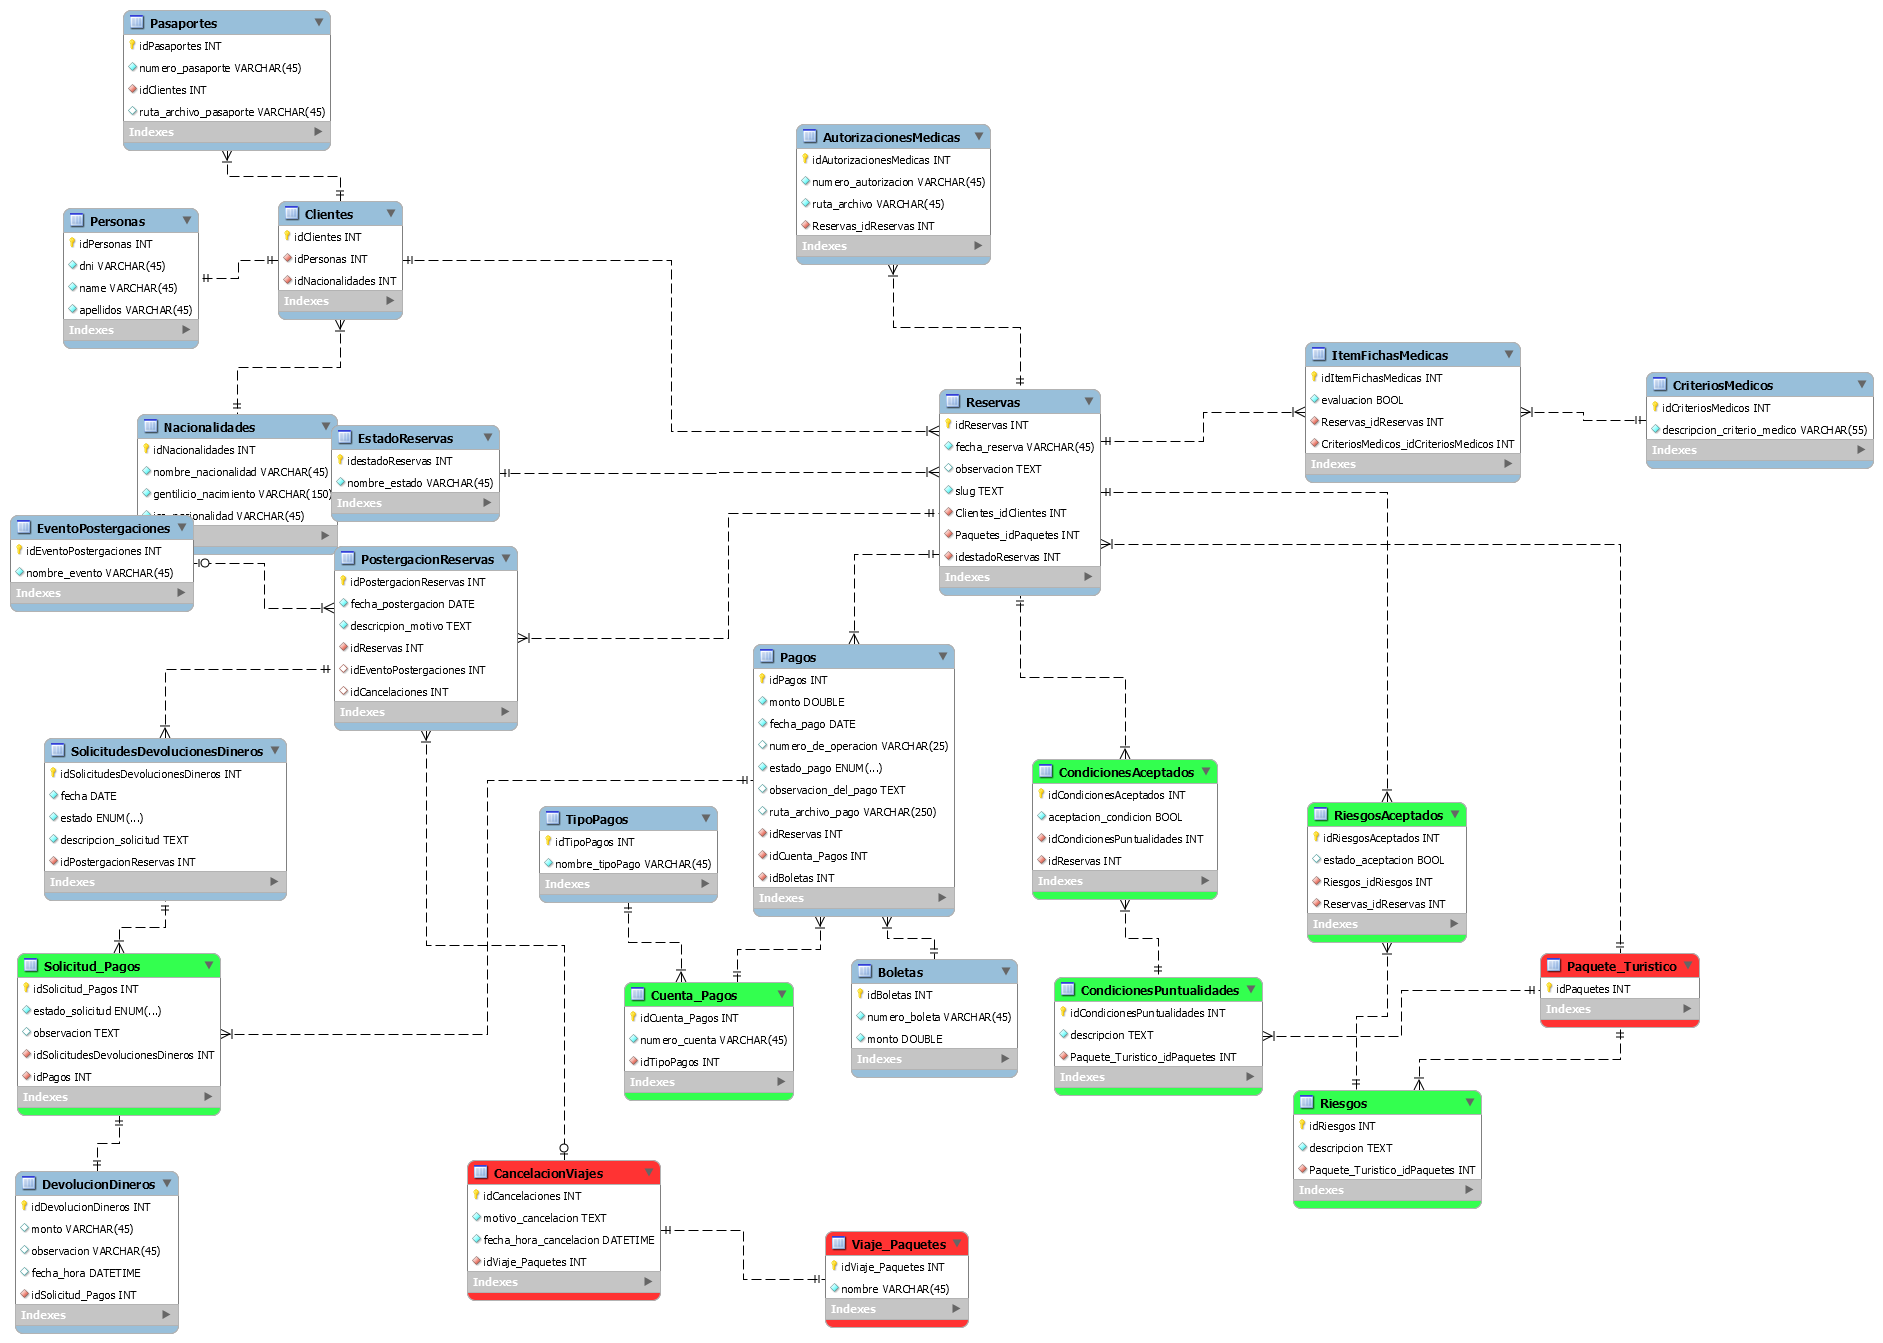 Pasaportes
idPasaportes INT
numero_pasaporte VARCHAR(45)
idClientes INT
ruta_archivo_pasaporte VARCHAR(45)
Indexes
Personas
idPersonas INT
dni VARCHAR(45)
name VARCHAR(45)
apellidos VARCHAR(45)
Indexes
Clientes
idClientes INT
idPersonas INT
idNacionalidades INT
Indexes
AutorizacionesMedicas
idAutorizacionesMedicas INT
numero_autorizacion VARCHAR(45)
ruta_archivo VARCHAR(45)
Reservas_idReservas INT
Indexes
ItemFichasMedicas
idItemFichasMedicas INT
evaluacion BOOL
Reservas_idReservas INT
CriteriosMedicos_idCriteriosMedicos INT
Indexes
CriteriosMedicos
idCriteriosMedicos INT
descripcion_criterio_medico VARCHAR(55)
Indexes
Reservas
idReservas INT
fecha_reserva VARCHAR(45)
observacion TEXT
slug TEXT
Clientes_idClientes INT
Paquetes_idPaquetes INT
idestadoReservas INT
Indexes
Nacionalidades
idNacionalidades INT
nombre_nacionalidad VARCHAR(45)
gentilicio_nacimiento VARCHAR(150)
VARCHAR(45)
EstadoReservas
idestadoReservas INT
nombre_estado VARCHAR(45)
Indexes
EventoPostergaciones
idEventoPostergaciones INT
nombre_evento VARCHAR(45)
Indexes
PostergacionReservas
idPostergacionReservas INT
fecha_postergacion DATE
descricpion_motivo TEXT
idReservas INT
idEventoPostergaciones INT
idCancelaciones INT
Indexes
Pagos
idPagos INT
monto DOUBLE
fecha_pago DATE
numero_de_operacion VARCHAR(25)
estado_pago ENUM(...)
observacion_del_pago TEXT
ruta_archivo_pago VARCHAR(250)
idReservas INT
idCuenta_Pagos INT
idBoletas INT
Indexes
SolicitudesDevolucionesDineros
idSolicitudesDevolucionesDineros INT
fecha DATE
estado ENUM(...)
descripcion_solicitud TEXT
idPostergacionReservas INT
Indexes
TipoPagos
idTipoPagos INT
nombre_tipoPago VARCHAR(45)
Indexes
CondicionesAceptados
idCondicionesAceptados INT
aceptacion_condicion BOOL
idCondicionesPuntualidades INT
idReservas INT
Indexes
RiesgosAceptados
idRiesgosAceptados INT
estado_aceptacion BOOL
Riesgos_idRiesgos INT
Reservas_idReservas INT
Indexes
Solicitud_Pagos
idSolicitud_Pagos INT
estado_solicitud ENUM(...)
observacion TEXT
idSolicitudesDevolucionesDineros INT
idPagos INT
Indexes
Cuenta_Pagos
idCuenta_Pagos INT
numero_cuenta VARCHAR(45)
idTipoPagos INT
Indexes
Boletas
idBoletas INT
numero_boleta VARCHAR(45)
monto DOUBLE
Indexes
CondicionesPuntualidades
idCondicionesPuntualidades INT
descripcion TEXT
Paquete_Turistico_idPaquetes INT
Indexes
Paquete_Turistico
idPaquetes INT
Indexes
Riesgos
idRiesgos INT
descripcion TEXT
Paquete_Turistico_idPaquetes INT
Indexes
DevolucionDineros
idDevolucionDineros INT
monto VARCHAR(45)
observacion VARCHAR(45)
fecha_hora DATETIME
idSolicitud_Pagos INT
Indexes
CancelacionViajes
idCancelaciones INT
motivo_cancelacion TEXT
fecha_hora_cancelacion DATETIME
idViaje_Paquetes INT
Indexes
Viaje_Paquetes
idViaje_Paquetes INT
nombre VARCHAR(45)
Indexes